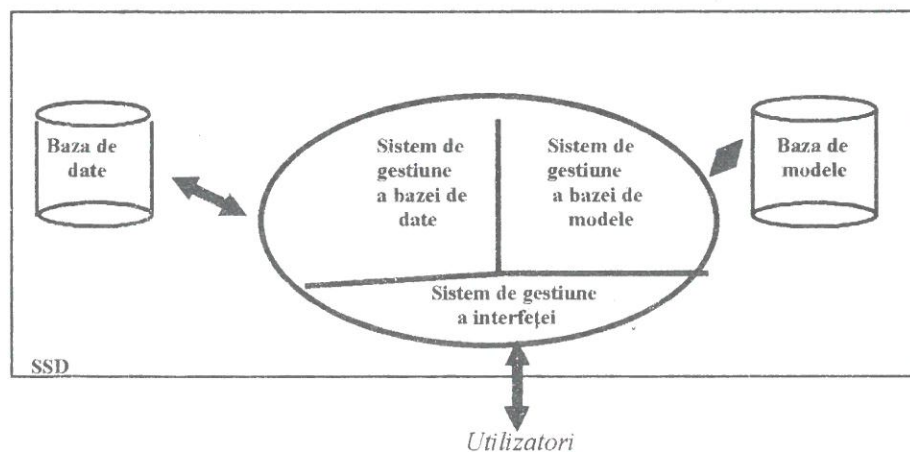 Baza de
date
Sistem de
gestiune
a bazei de
date
Sistem de
gestiune
a bazei de
modele
Baza de
modele
Sistem de gestiune
a interfeței
SSD
Utilizatori